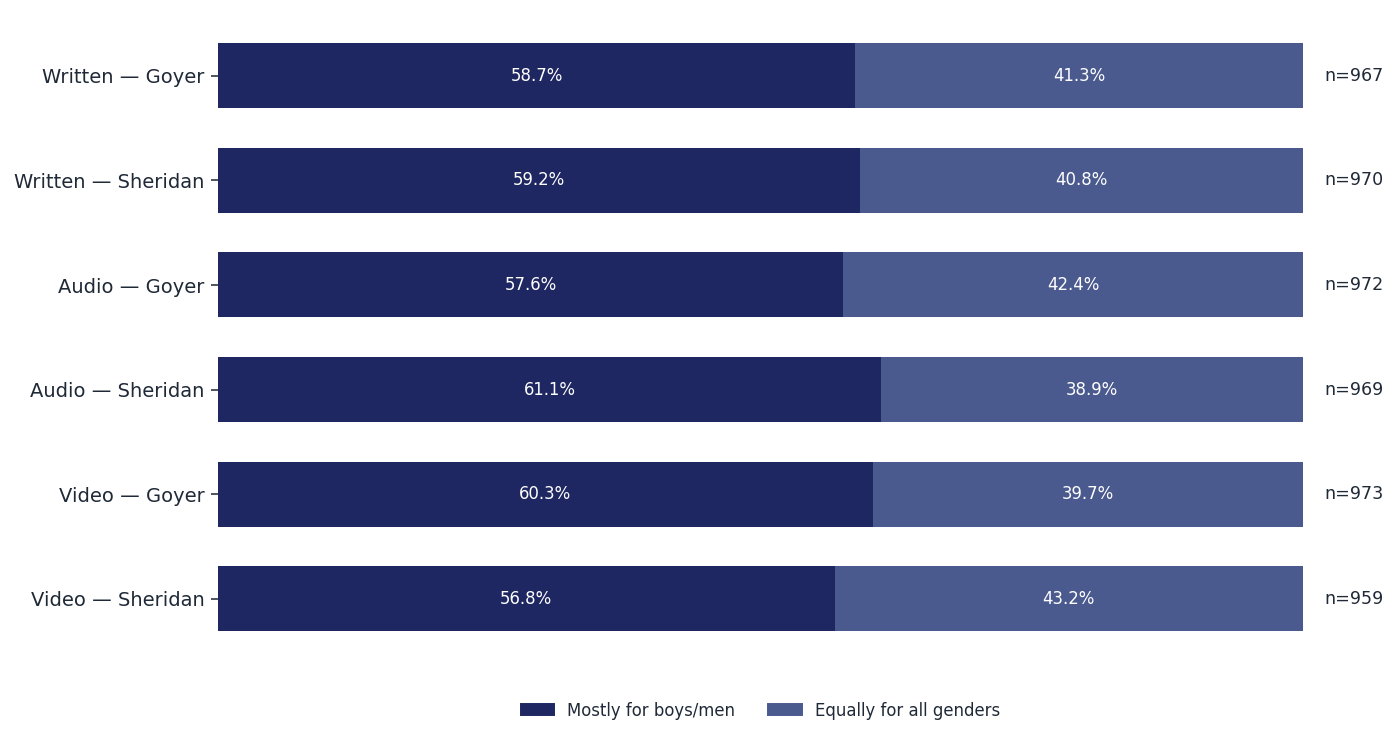 Written — Goyer 58.7% 41.3% n=967
Written — Sheridan 59.2% 40.8% n=970
Audio — Goyer 57.6% 42.4% n=972
Audio — Sheridan 61.1% 38.9% n=969
Video — Goyer 60.3% 39.7% n=973
Video — Sheridan 56.8% 43.2% n=959
Mostly for boys/men Equally for all genders